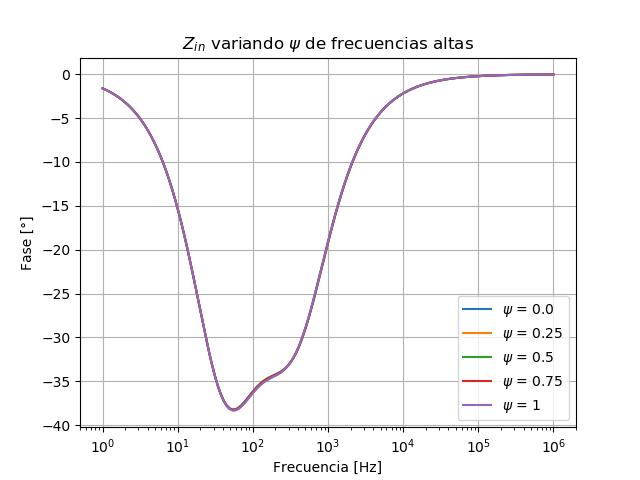 Z_in variando ψ de frecuencias altas
Fase [°]
0
−5
−10
−15
−20
−25
−30
−35
−40
10^0
10^1
10^2
10^3
10^4
10^5
10^6
Frecuencia [Hz]
ψ = 0.0
ψ = 0.25
ψ = 0.5
ψ = 0.75
ψ = 1